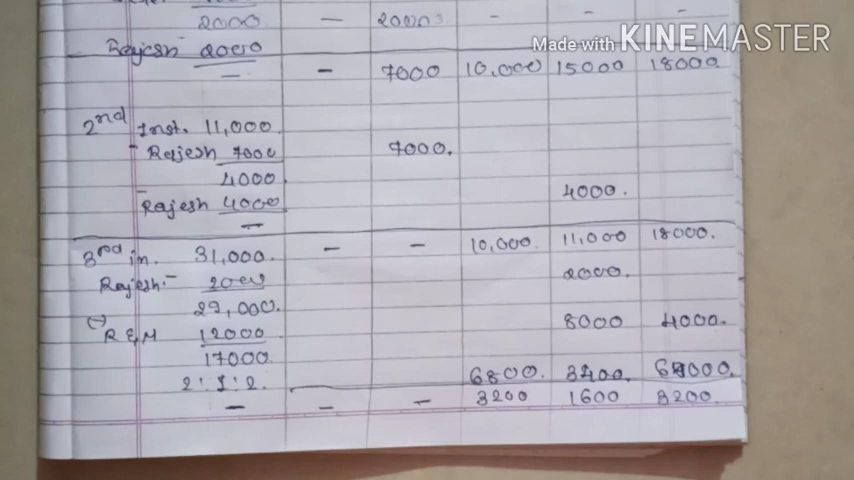 2000 — 2000 - - -
Rajesh 2000
Made with KINEMASTER
— - 7000 10,000 15000 18000.
2nd Inst. 11,000.
- Rajesh 7000 7000.
4000
4000.
- Rajesh 4000
—
3rd in. 31,000. — - 10,000. 11,000 18000.
Rajesh.- 2000 2000.
29,000.
(-) R&M 12000 8000 4000.
17000.
2:1:2. 6800. 3400.
— — - 3200 1600 3200.